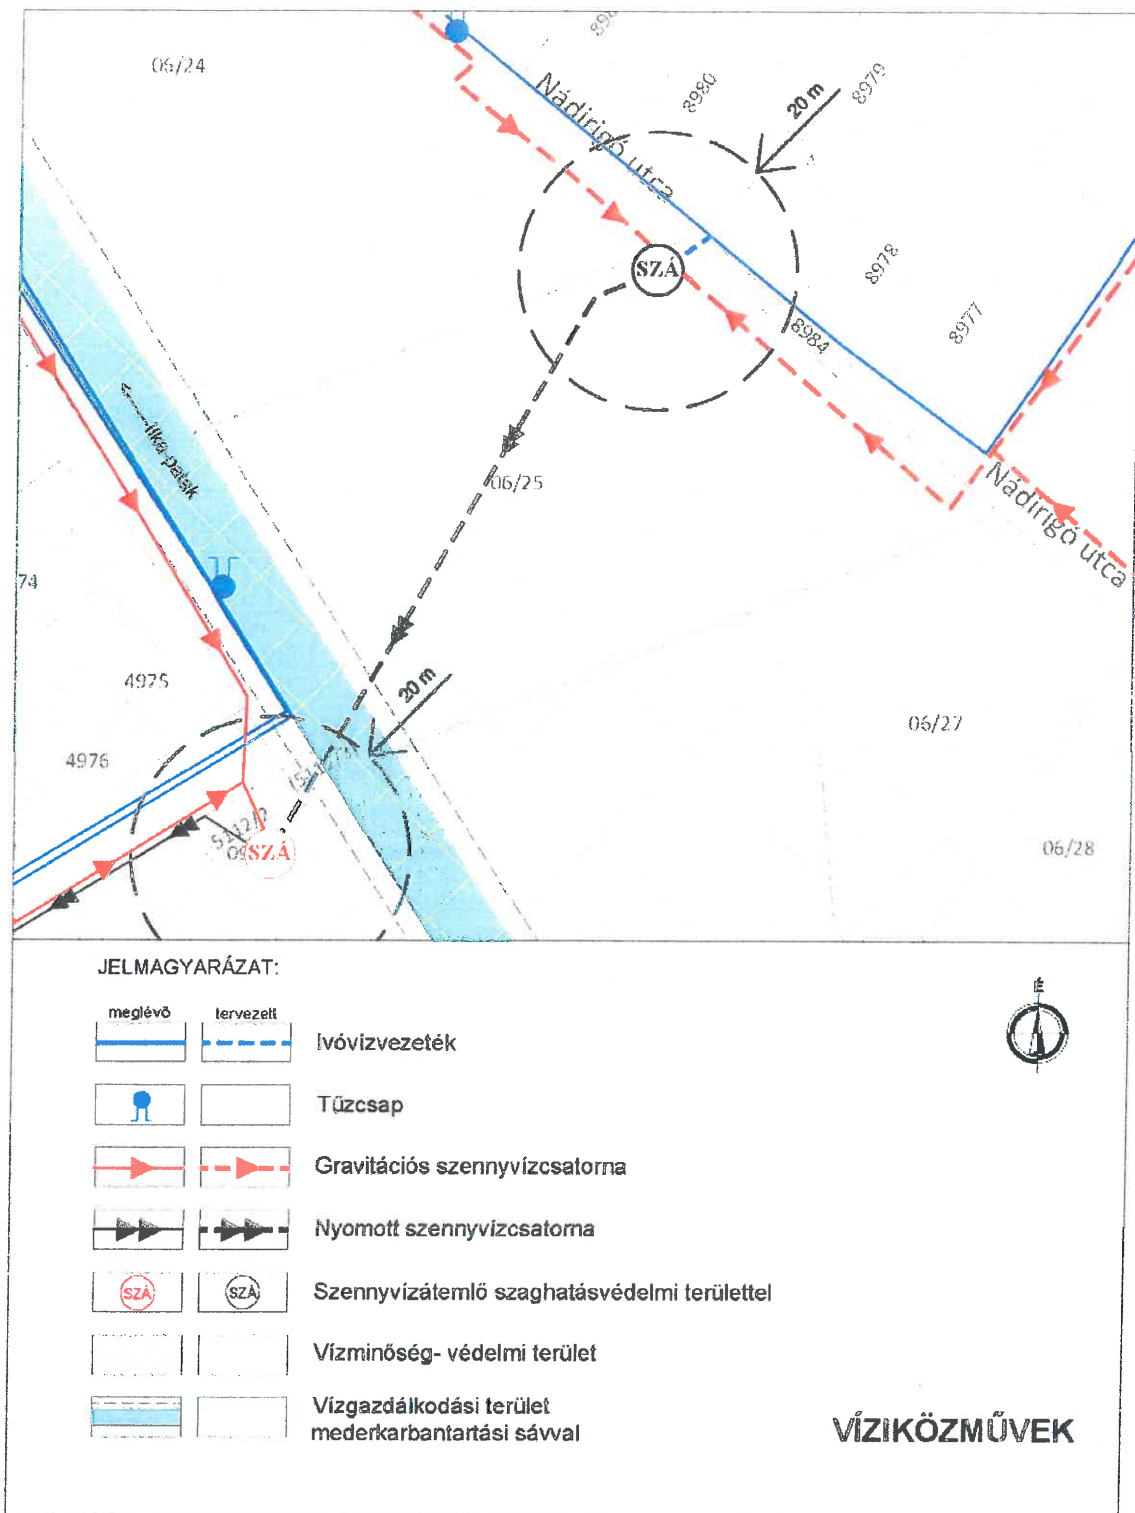 06/24
8980
8979
20 m
Nádirigó utca
SZÁ
8978
8977
8984
Ilka-patak
06/25
Nádirigó utca
74
4975
20 m
4976
06/27
5112/2
SZÁ
06/28
JELMAGYARÁZAT:
meglévő tervezett
Ivóvízvezeték
Tűzcsap
Gravitációs szennyvízcsatorna
Nyomott szennyvízcsatorna
SZÁ SZÁ Szennyvízátemlő szaghatásvédelmi területtel
Vízminőség- védelmi terület
Vízgazdálkodási terület
mederkarbantartási sávval
É
VÍZIKÖZMŰVEK